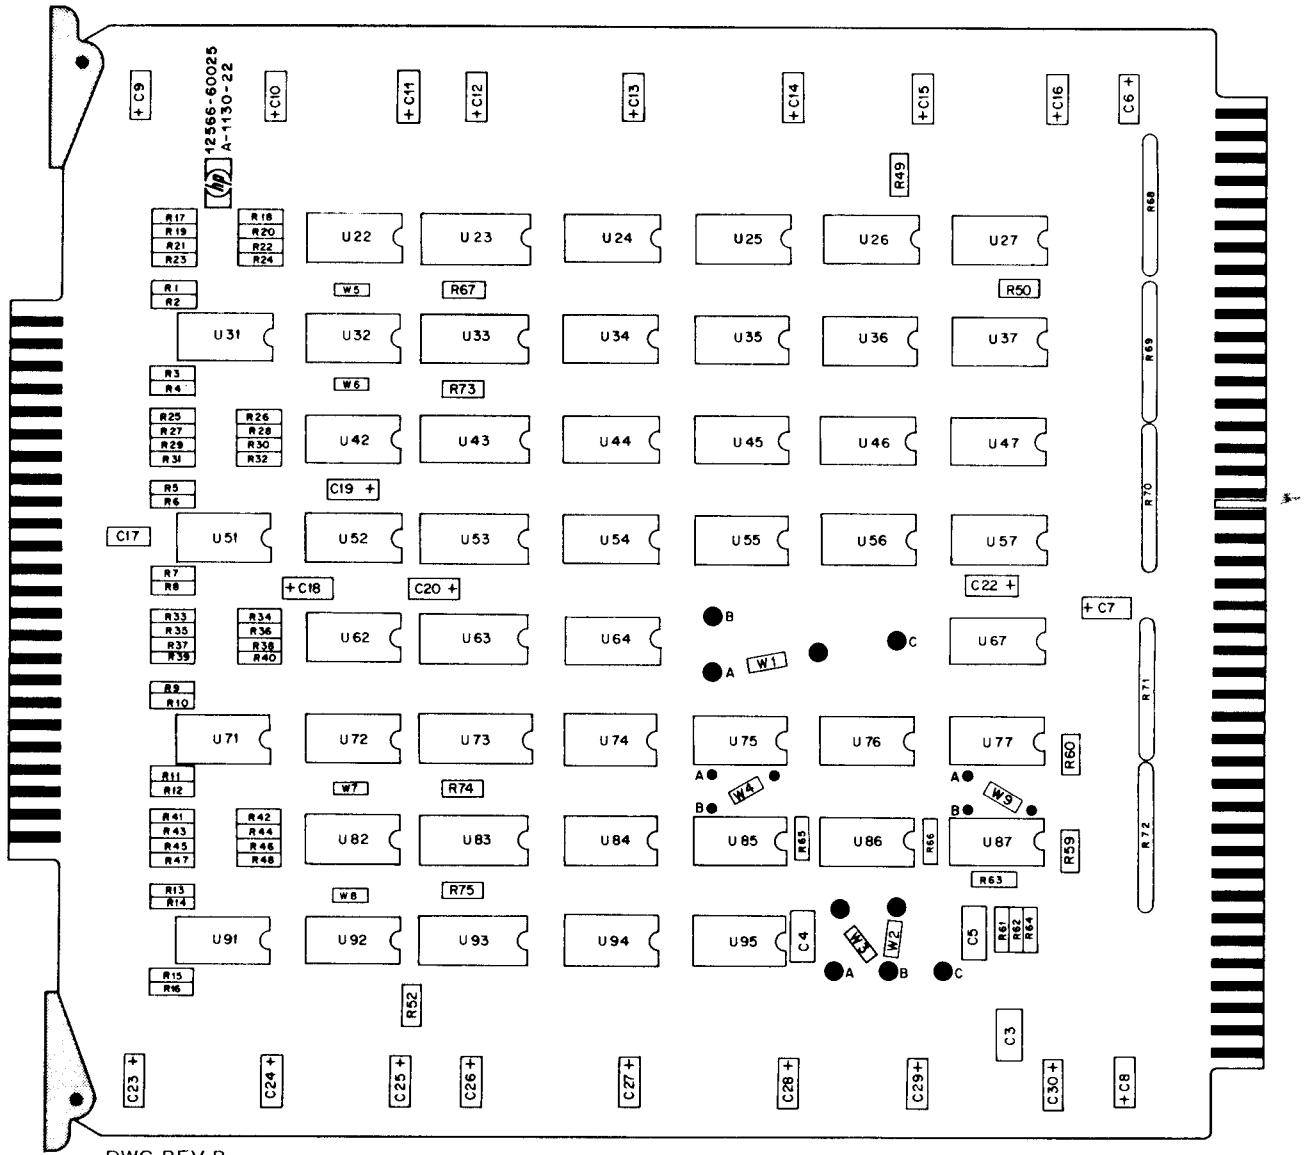 +C9 +C10 +C11 +C12 +C13 +C14 +C15 +C16 C6+
12566-60025
A-1130-22
hp
R49
R68
R17 R18
R19 R20
R21 R22
R23 R24
U22 U23 U24 U25 U26 U27
R1 W5 R67 R50
R2
U31 U32 U33 U34 U35 U36 U37
R69
R3 W6 R73
R4
R25 R26
R27 R28
R29 R30
R31 R32
U42 U43 U44 U45 U46 U47
R5 C19+
R6
R70
C17 U51 U52 U53 U54 U55 U56 U57
R7
R8 +C18 C20+ C22+
+C7
R33 R34
R35 R36
R37 R38
R39 R40
B
U62 U63 U64 C U67
A W1
R9
R10
R71
U71 U72 U73 U74 U75 U76 U77 R60
R11 A A
R12 W7 R74 W4 W9
B B
R41 R42
R43 R44
R45 R46
R47 R48
U82 U83 U84 U85 R65 U86 R66 U87 R59
R72
R63
R13 W8 R75
R14
U91 U92 U93 U94 U95 C4 W3 W2 C5 R61 R62 R64
A B C
R15
R16
R52
C3
C23+ C24+ C25+ C26+ C27+ C28+ C29+ C30+ +C8